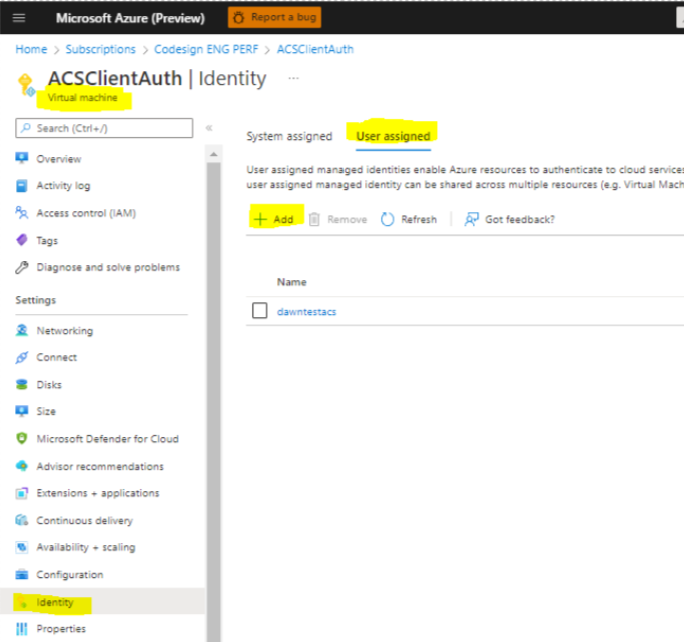 Microsoft Azure (Preview) Report a bug
Home > Subscriptions > Codesign ENG PERF > ACSClientAuth
ACSClientAuth | Identity ...
Virtual machine
Search (Ctrl+/) «
Overview
Activity log
Access control (IAM)
Tags
Diagnose and solve problems
Settings
Networking
Connect
Disks
Size
Microsoft Defender for Cloud
Advisor recommendations
Extensions + applications
Continuous delivery
Availability + scaling
Configuration
Identity
Properties
System assigned User assigned
User assigned managed identities enable Azure resources to authenticate to cloud services
user assigned managed identity can be shared across multiple resources (e.g. Virtual Mach
+ Add Remove Refresh Got feedback?
Name
dawntestacs